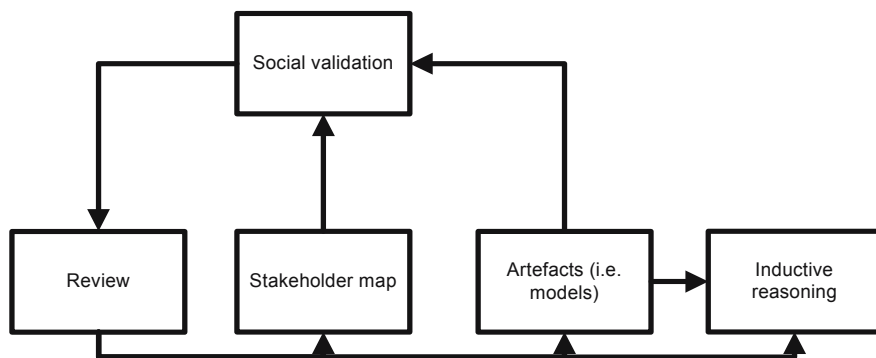 Social validation
Review
Stakeholder map
Artefacts (i.e.
models)
Inductive
reasoning